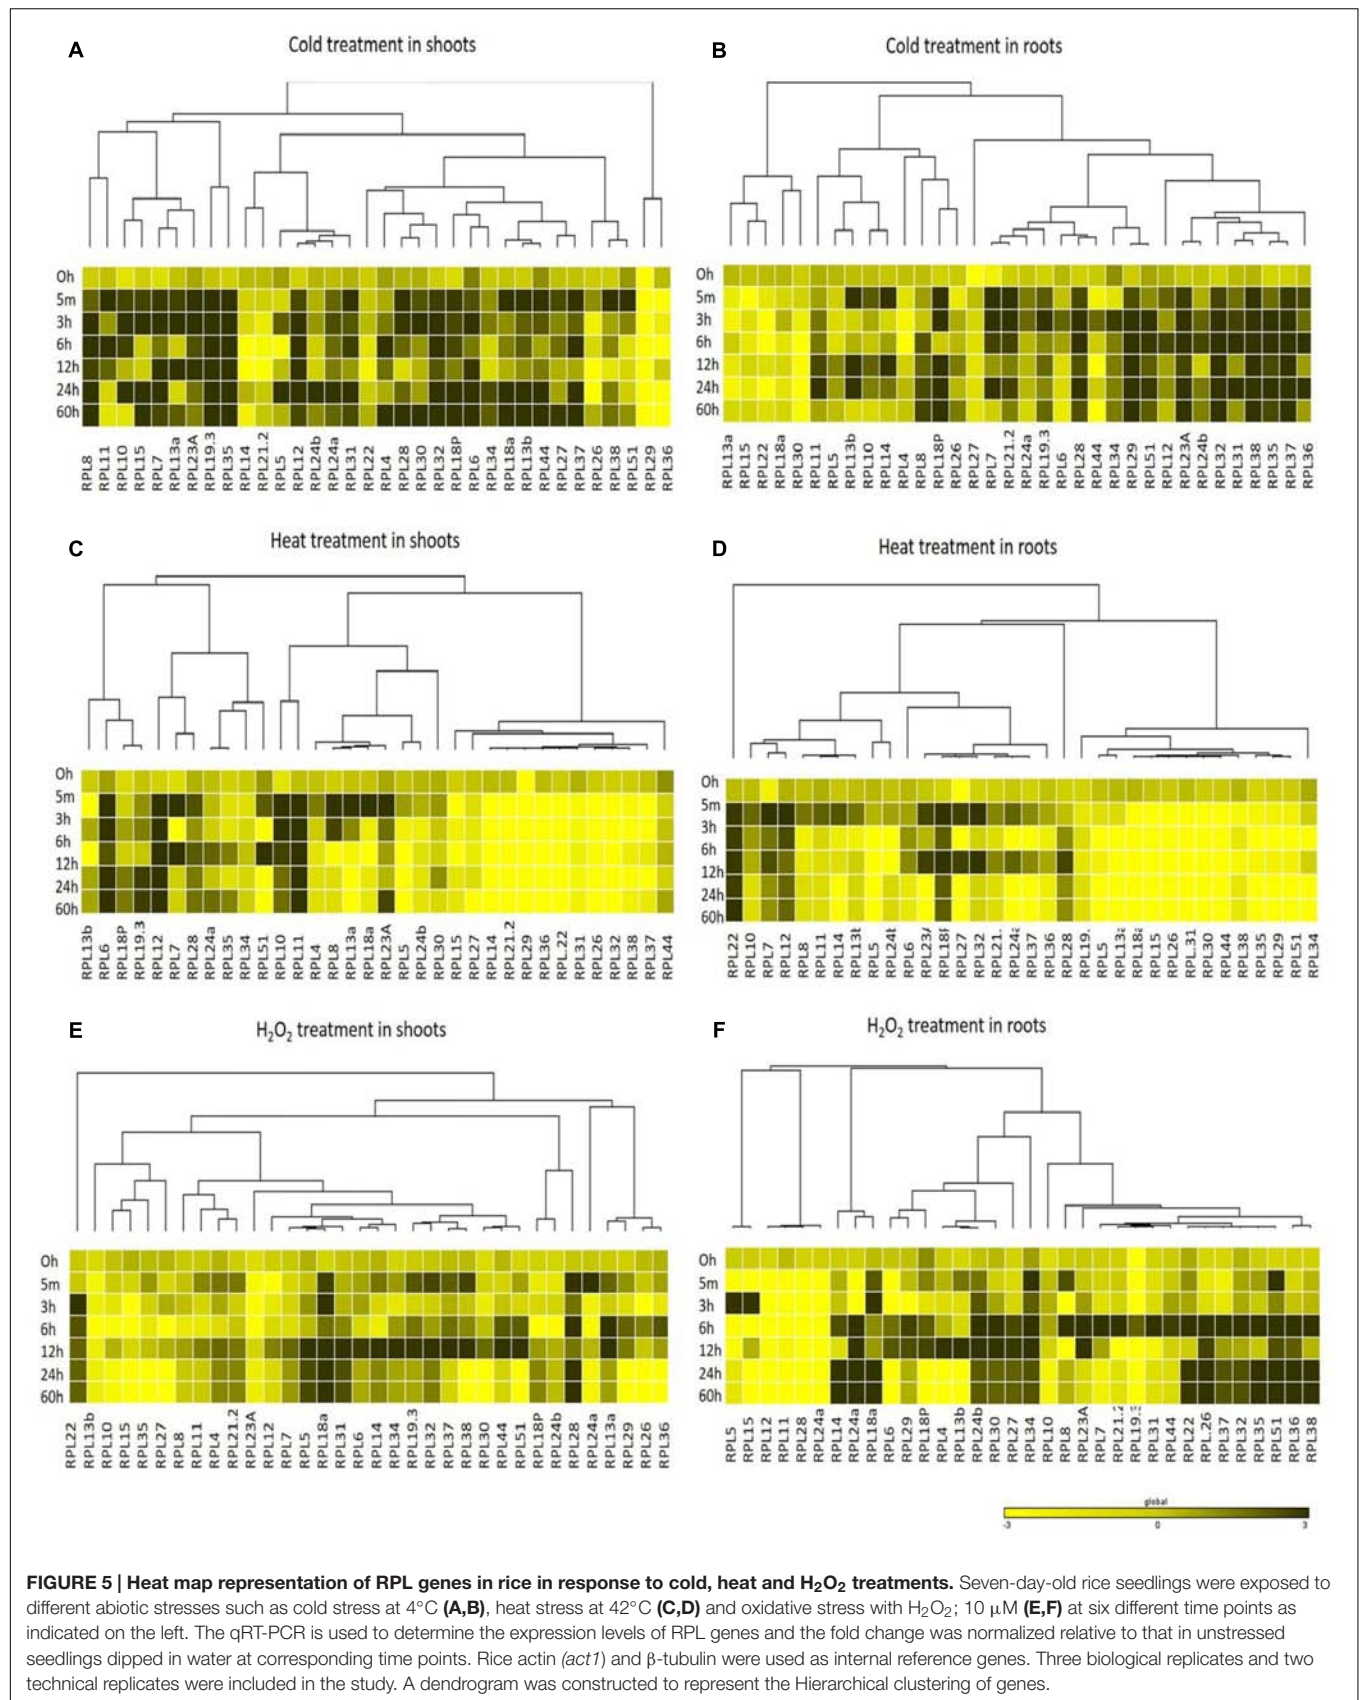 A
Cold treatment in shoots
0h
5m
3h
6h
12h
24h
60h
RPL8 RPL11 RPL10 RPL15 RPL7 RPL13a RPL23A RPL19.3 RPL35 RPL14 RPL21.2 RPL5 RPL12 RPL24b RPL24a RPL31 RPL22 RPL4 RPL28 RPL30 RPL32 RPL18P RPL6 RPL34 RPL18a RPL13b RPL44 RPL27 RPL37 RPL26 RPL38 RPL51 RPL29 RPL36
B
Cold treatment in roots
0h
5m
3h
6h
12h
24h
60h
RPL13a RPL15 RPL22 RPL18a RPL30 RPL11 RPL5 RPL13b RPL10 RPL14 RPL4 RPL8 RPL18P RPL26 RPL27 RPL7 RPL21.2 RPL24a RPL19.3 RPL6 RPL28 RPL44 RPL34 RPL29 RPL51 RPL12 RPL23A RPL24b RPL32 RPL31 RPL38 RPL35 RPL37 RPL36
C
Heat treatment in shoots
0h
5m
3h
6h
12h
24h
60h
RPL13b RPL6 RPL18P RPL19.3 RPL12 RPL7 RPL28 RPL24a RPL35 RPL34 RPL51 RPL10 RPL11 RPL4 RPL8 RPL13a RPL18a RPL23A RPL5 RPL24b RPL30 RPL15 RPL27 RPL14 RPL21.2 RPL29 RPL36 RPL.22 RPL31 RPL26 RPL32 RPL38 RPL37 RPL44
D
Heat treatment in roots
0h
5m
3h
6h
12h
24h
60h
RPL22 RPL10 RPL7 RPL12 RPL8 RPL11 RPL14 RPL13 RPL5 RPL24 RPL6 RPL23 RPL18 RPL27 RPL32 RPL21. RPL24 RPL37 RPL36 RPL28 RPL19. RPL5 RPL13 RPL18 RPL15 RPL26 RPL.31 RPL30 RPL44 RPL38 RPL35 RPL29 RPL51 RPL34
E
H2O2 treatment in shoots
0h
5m
3h
6h
12h
24h
60h
RPL22 RPL13b RPL10 RPL15 RPL35 RPL27 RPL8 RPL11 RPL4 RPL21.2 RPL23A RPL12 RPL7 RPL5 RPL18a RPL31 RPL6 RPL14 RPL34 RPL19.3 RPL32 RPL37 RPL38 RPL30 RPL44 RPL51 RPL18P RPL24b RPL28 RPL24a RPL13a RPL29 RPL26 RPL36
F
H2O2 treatment in roots
0h
5m
3h
6h
12h
24h
60h
RPL5 RPL15 RPL12 RPL11 RPL28 RPL24a RPL14 RPL24a RPL18a RPL6 RPL29 RPL18P RPL4 RPL13b RPL24b RPL30 RPL27 RPL34 RPL10 RPL8 RPL23A RPL7 RPL21.2 RPL19.3 RPL31 RPL44 RPL22 RPL.26 RPL37 RPL32 RPL35 RPL51 RPL36 RPL38
global
-3 0 3
FIGURE 5 | Heat map representation of RPL genes in rice in response to cold, heat and H2O2 treatments. Seven-day-old rice seedlings were exposed to
different abiotic stresses such as cold stress at 4°C (A,B), heat stress at 42°C (C,D) and oxidative stress with H2O2; 10 μM (E,F) at six different time points as
indicated on the left. The qRT-PCR is used to determine the expression levels of RPL genes and the fold change was normalized relative to that in unstressed
seedlings dipped in water at corresponding time points. Rice actin (act1) and β-tubulin were used as internal reference genes. Three biological replicates and two
technical replicates were included in the study. A dendrogram was constructed to represent the Hierarchical clustering of genes.